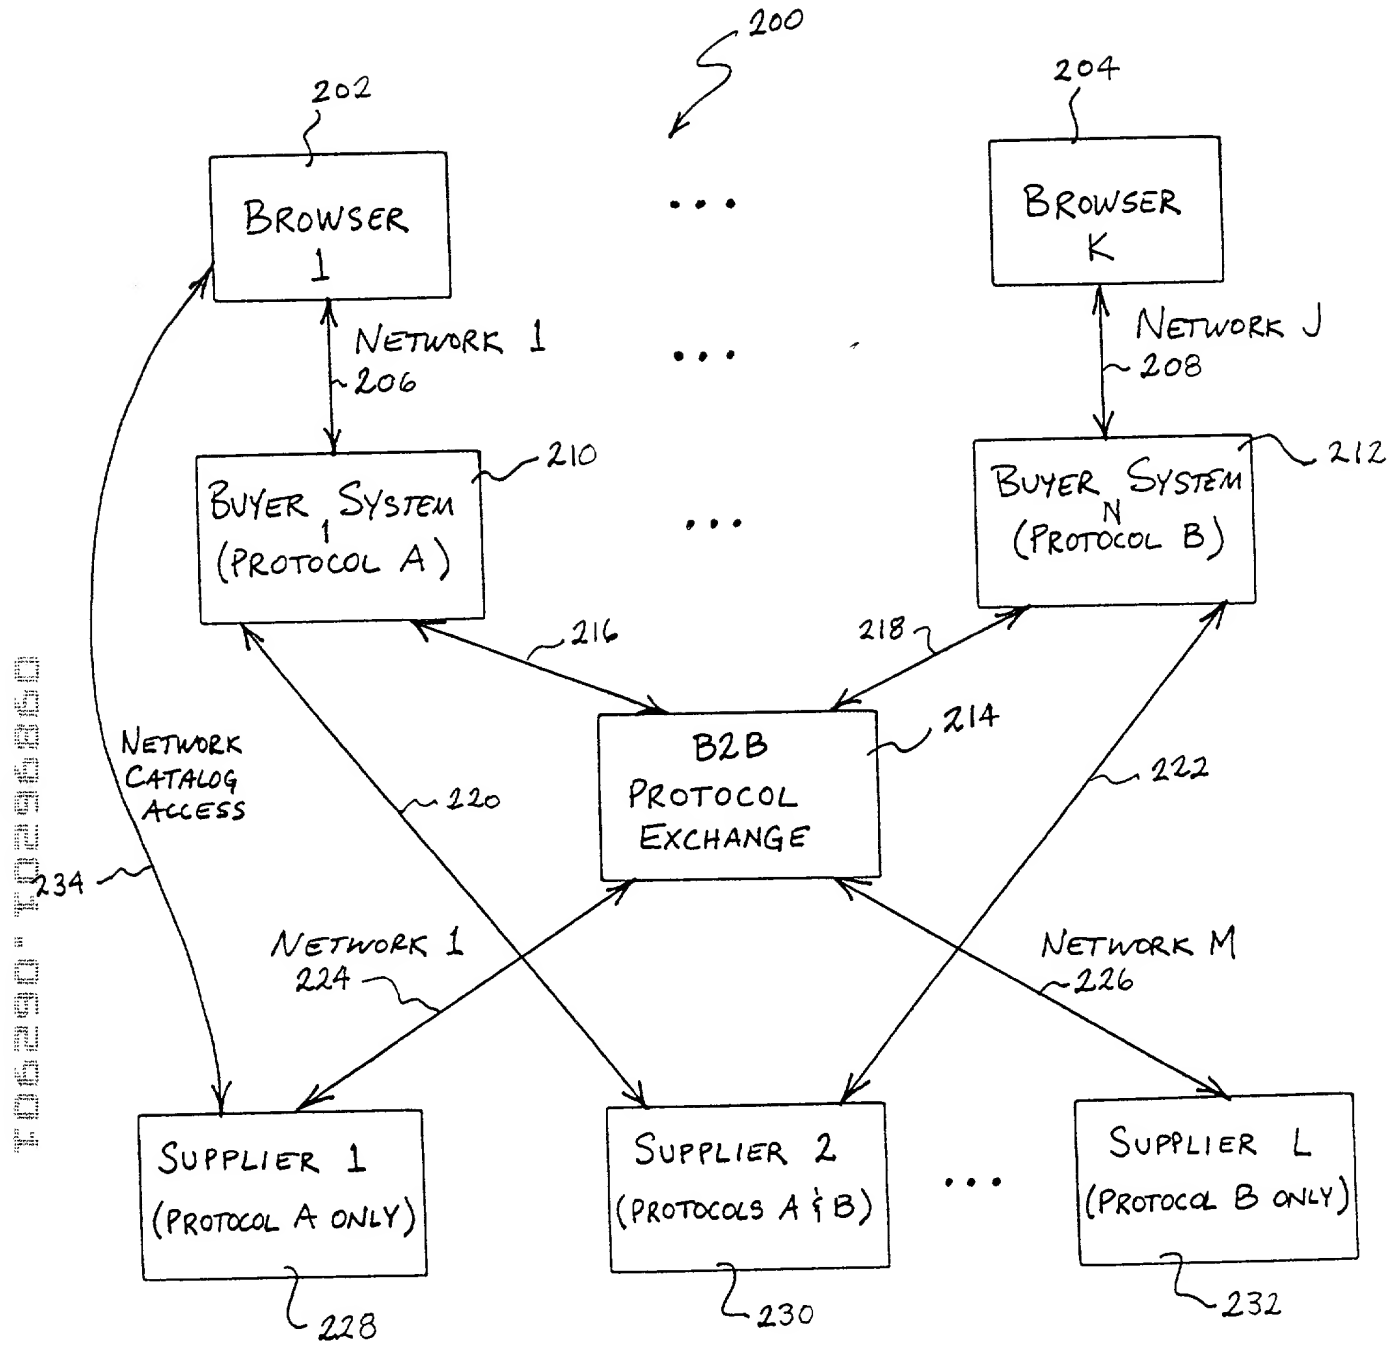 200
202
204
BROWSER
1
BROWSER
K
NETWORK 1
206
NETWORK J
208
210
212
BUYER SYSTEM
1
(PROTOCOL A)
BUYER SYSTEM
N
(PROTOCOL B)
216
218
214
B2B
PROTOCOL
EXCHANGE
NETWORK
CATALOG
ACCESS
220
222
234
NETWORK 1
224
NETWORK M
226
SUPPLIER 1
(PROTOCOL A ONLY)
SUPPLIER 2
(PROTOCOLS A & B)
SUPPLIER L
(PROTOCOL B ONLY)
228
230
232